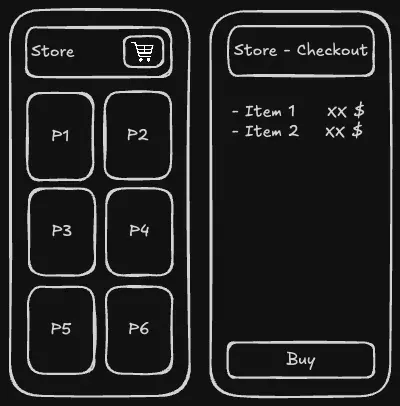 Store
P1
P2
P3
P4
P5
P6
Store - Checkout
- Item 1 xx $
- Item 2 xx $
Buy